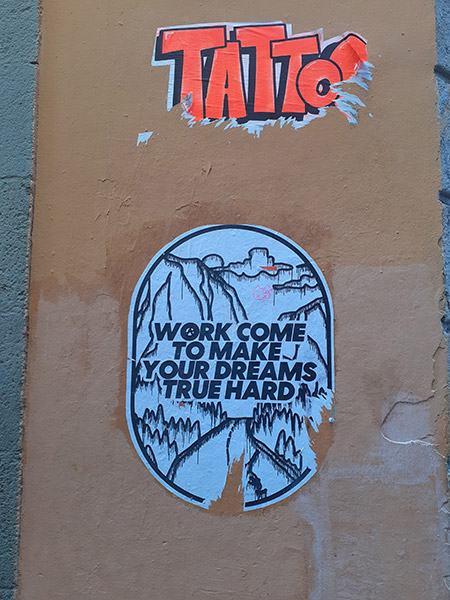 TATTO
WORK COME
TO MAKE
YOUR DREAMS
TRUE HARD